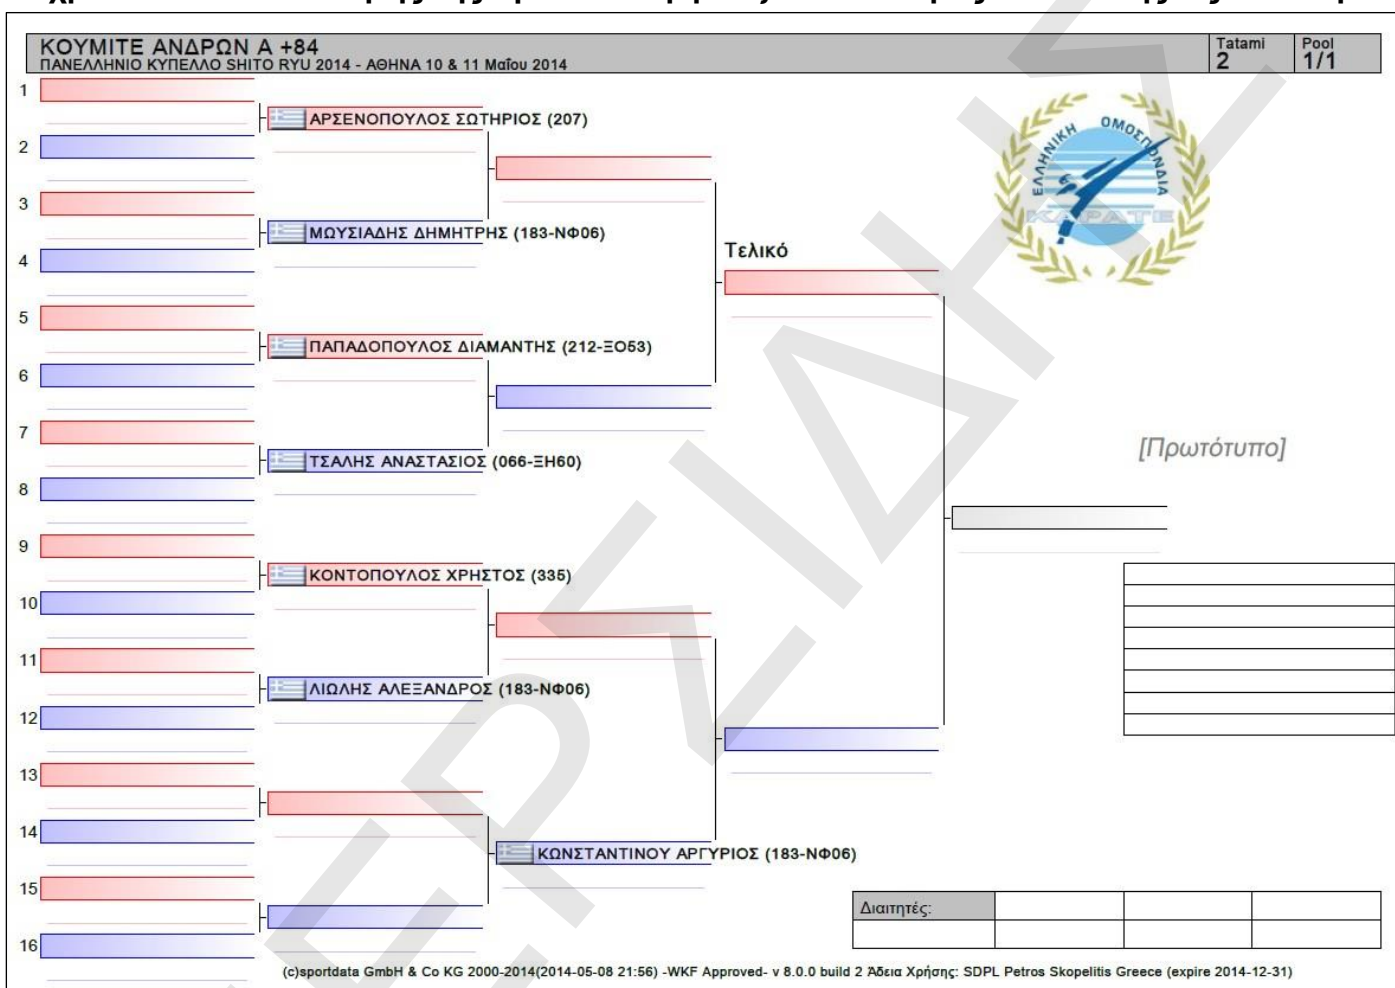 ΚΟΥΜΙΤΕ ΑΝΔΡΩΝ Α +84
ΠΑΝΕΛΛΗΝΙΟ ΚΥΠΕΛΛΟ SHITO RYU 2014 - ΑΘΗΝΑ 10 & 11 Μαΐου 2014
Tatami
2
Pool
1/1
1
ΑΡΣΕΝΟΠΟΥΛΟΣ ΣΩΤΗΡΙΟΣ (207)
2
3
ΜΩΥΣΙΑΔΗΣ ΔΗΜΗΤΡΗΣ (183-ΝΦ06)
4
5
ΠΑΠΑΔΟΠΟΥΛΟΣ ΔΙΑΜΑΝΤΗΣ (212-ΞΟ53)
6
7
ΤΣΑΛΗΣ ΑΝΑΣΤΑΣΙΟΣ (066-ΞΗ60)
8
9
ΚΟΝΤΟΠΟΥΛΟΣ ΧΡΗΣΤΟΣ (335)
10
11
ΛΙΩΛΗΣ ΑΛΕΞΑΝΔΡΟΣ (183-ΝΦ06)
12
13
14
ΚΩΝΣΤΑΝΤΙΝΟΥ ΑΡΓΥΡΙΟΣ (183-ΝΦ06)
15
16
Τελικό
ΕΛΛΗΝΙΚΗ ΟΜΟΣΠΟΝΔΙΑ
ΚΑΡΑΤΕ
[Πρωτότυπο]
Διαιτητές:
(c)sportdata GmbH & Co KG 2000-2014(2014-05-08 21:56) -WKF Approved- v 8.0.0 build 2 Άδεια Χρήσης: SDPL Petros Skopelitis Greece (expire 2014-12-31)
ΕΡΣΙΔΗΣ